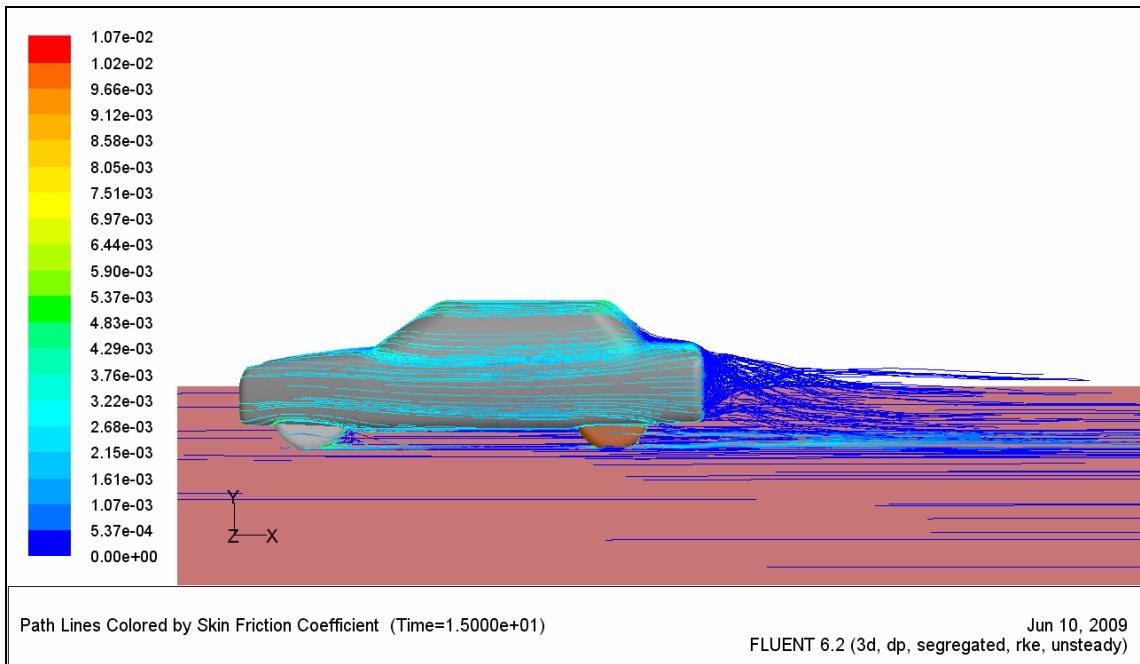 1.07e-02
1.02e-02
9.66e-03
9.12e-03
8.58e-03
8.05e-03
7.51e-03
6.97e-03
6.44e-03
5.90e-03
5.37e-03
4.83e-03
4.29e-03
3.76e-03
3.22e-03
2.68e-03
2.15e-03
1.61e-03
1.07e-03
5.37e-04
0.00e+00
Y
Z X
Path Lines Colored by Skin Friction Coefficient (Time=1.5000e+01)
Jun 10, 2009
FLUENT 6.2 (3d, dp, segregated, rke, unsteady)